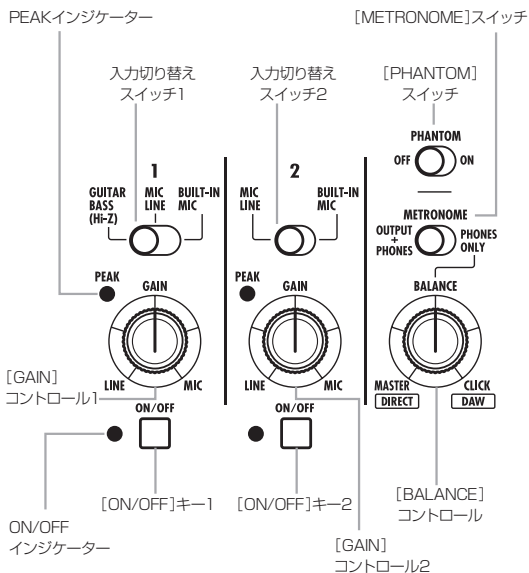 PEAKインジケーター
[METRONOME]スイッチ
入力切り替え
スイッチ1
入力切り替え
スイッチ2
[PHANTOM]
スイッチ
PHANTOM
OFF
ON
1
GUITAR
BASS
(Hi-Z)
MIC
LINE
BUILT-IN
MIC
2
MIC
LINE
BUILT-IN
MIC
METRONOME
OUTPUT
+
PHONES
PHONES
ONLY
PEAK
GAIN
PEAK
GAIN
BALANCE
LINE
MIC
LINE
MIC
MASTER
DIRECT
CLICK
DAW
[GAIN]
コントロール1
ON/OFF
ON/OFF
[ON/OFF]キー1
[ON/OFF]キー2
[BALANCE]
コントロール
ON/OFF
インジケーター
[GAIN]
コントロール2